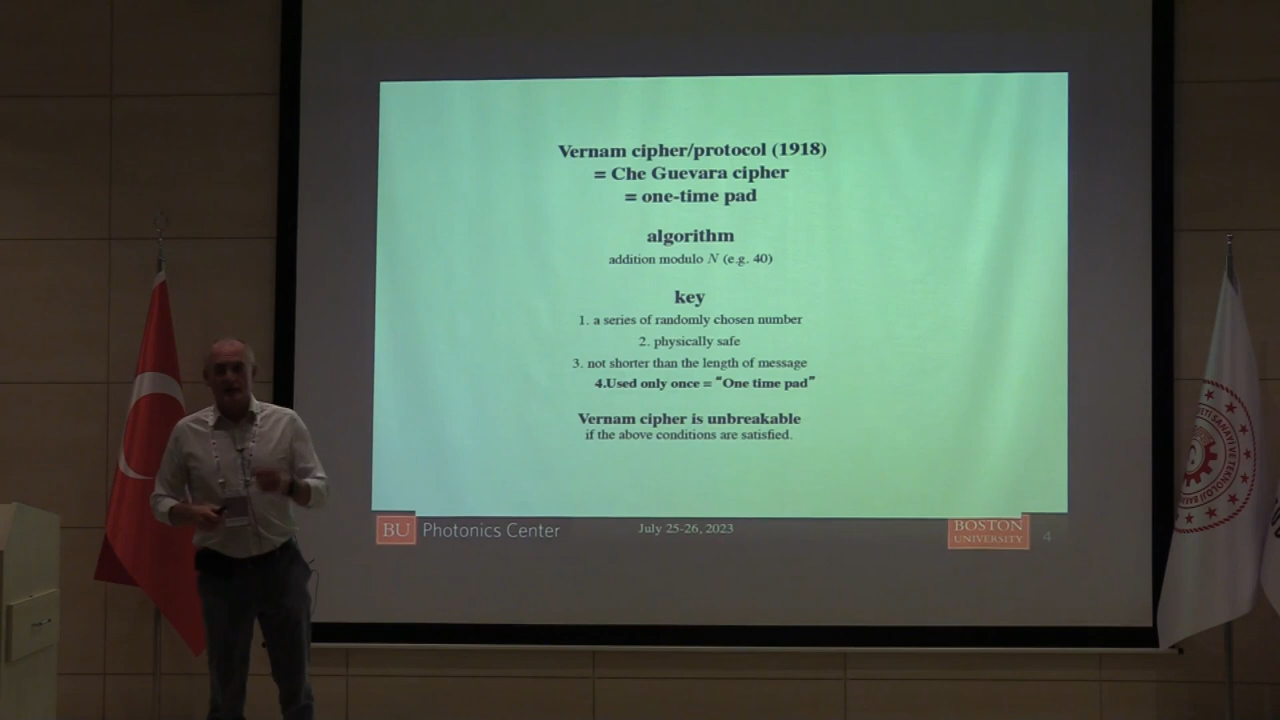 Vernam cipher/protocol (1918)
= Che Guevara cipher
= one-time pad
algorithm
addition modulo N (e.g. 40)
key
1. a series of randomly chosen number
2. physically safe
3. not shorter than the length of message
4.Used only once = “One time pad”
Vernam cipher is unbreakable
if the above conditions are satisfied.
BU Photonics Center
July 25-26, 2023
BOSTON
UNIVERSITY
4